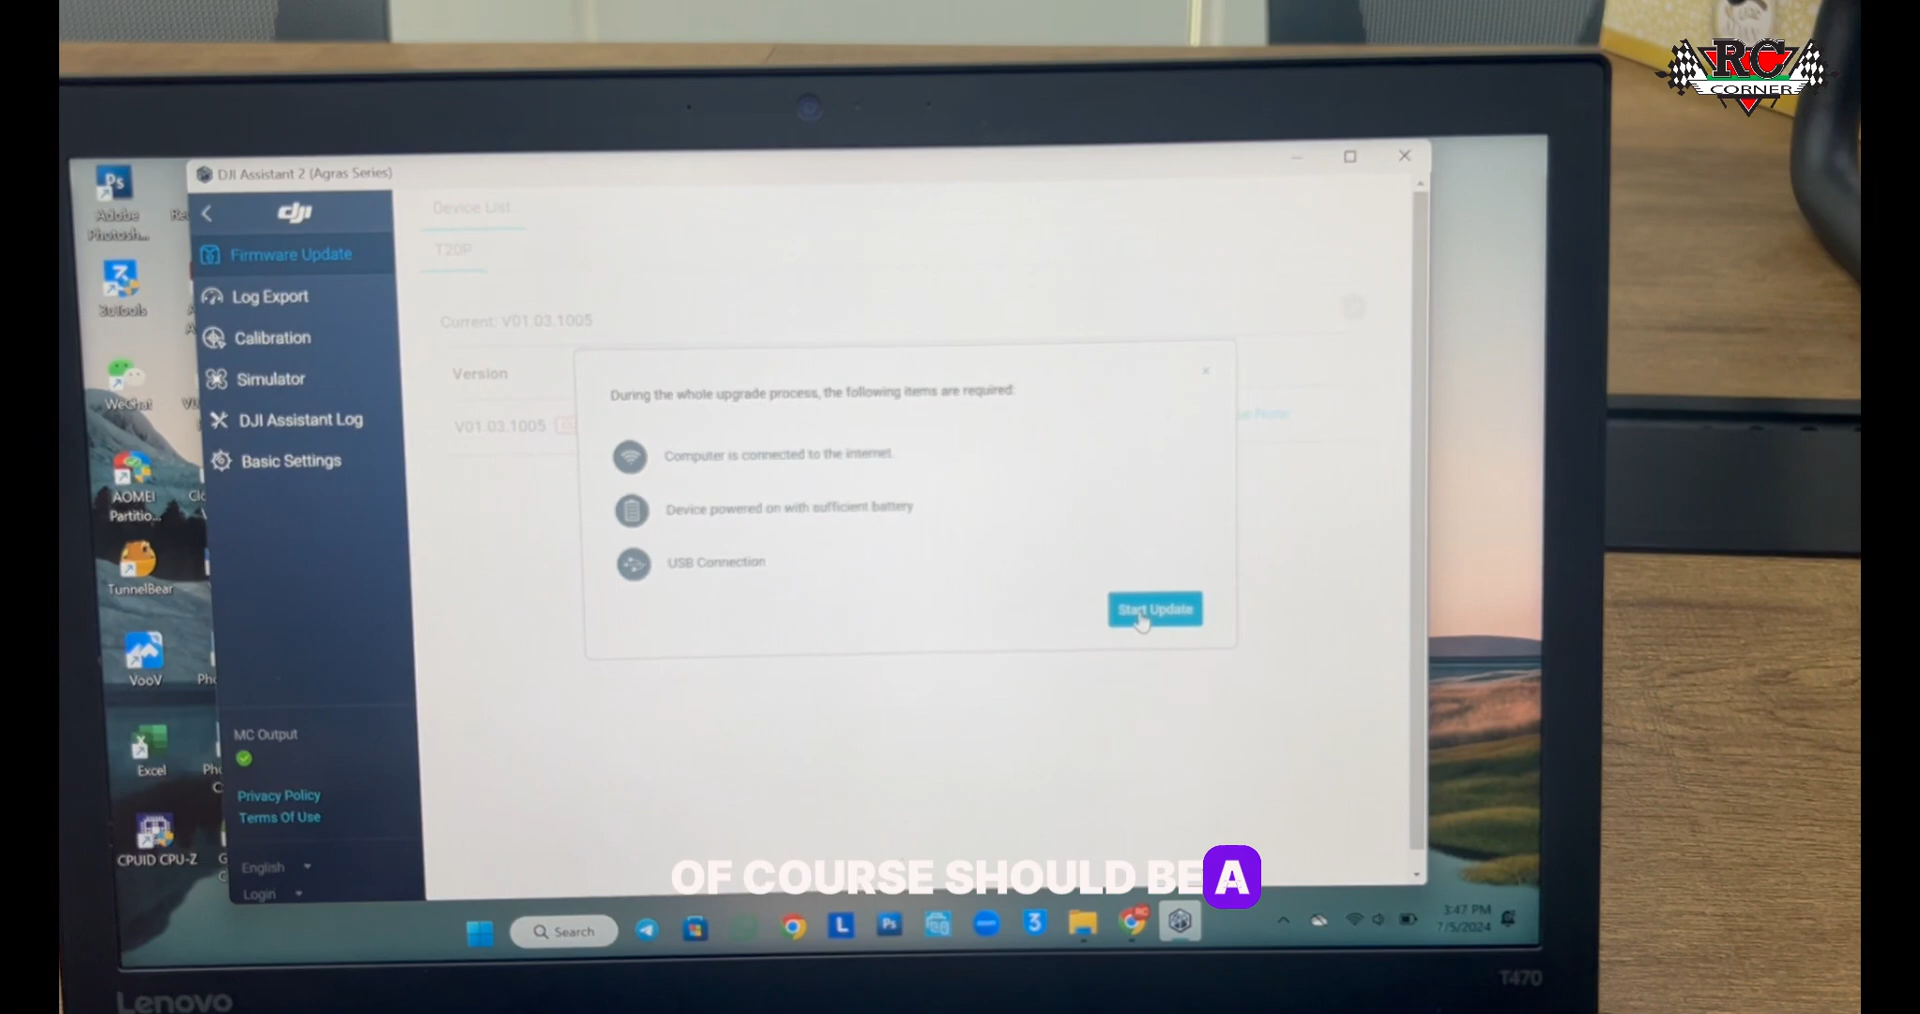 RC
CORNER
DJI Assistant 2 (Agras Series)
dji
Firmware Update
Log Export
Calibration
Simulator
DJI Assistant Log
Basic Settings
MC Output
Privacy Policy
Terms Of Use
English
Login
Device List
T20P
Current: V01.03.1005
Version
V01.03.1005
During the whole upgrade process, the following items are required:
Computer is connected to the internet.
Device powered on with sufficient battery
USB Connection
Start Update
Ps
Adobe
Photosh...
3uTools
WeChat
AOMEI
Partitio...
TunnelBear
VooV
Excel
CPUID CPU-Z
OF COURSE SHOULD BE A
Search
L
Ps
3
3:47 PM
7/5/2024
Lenovo
T470